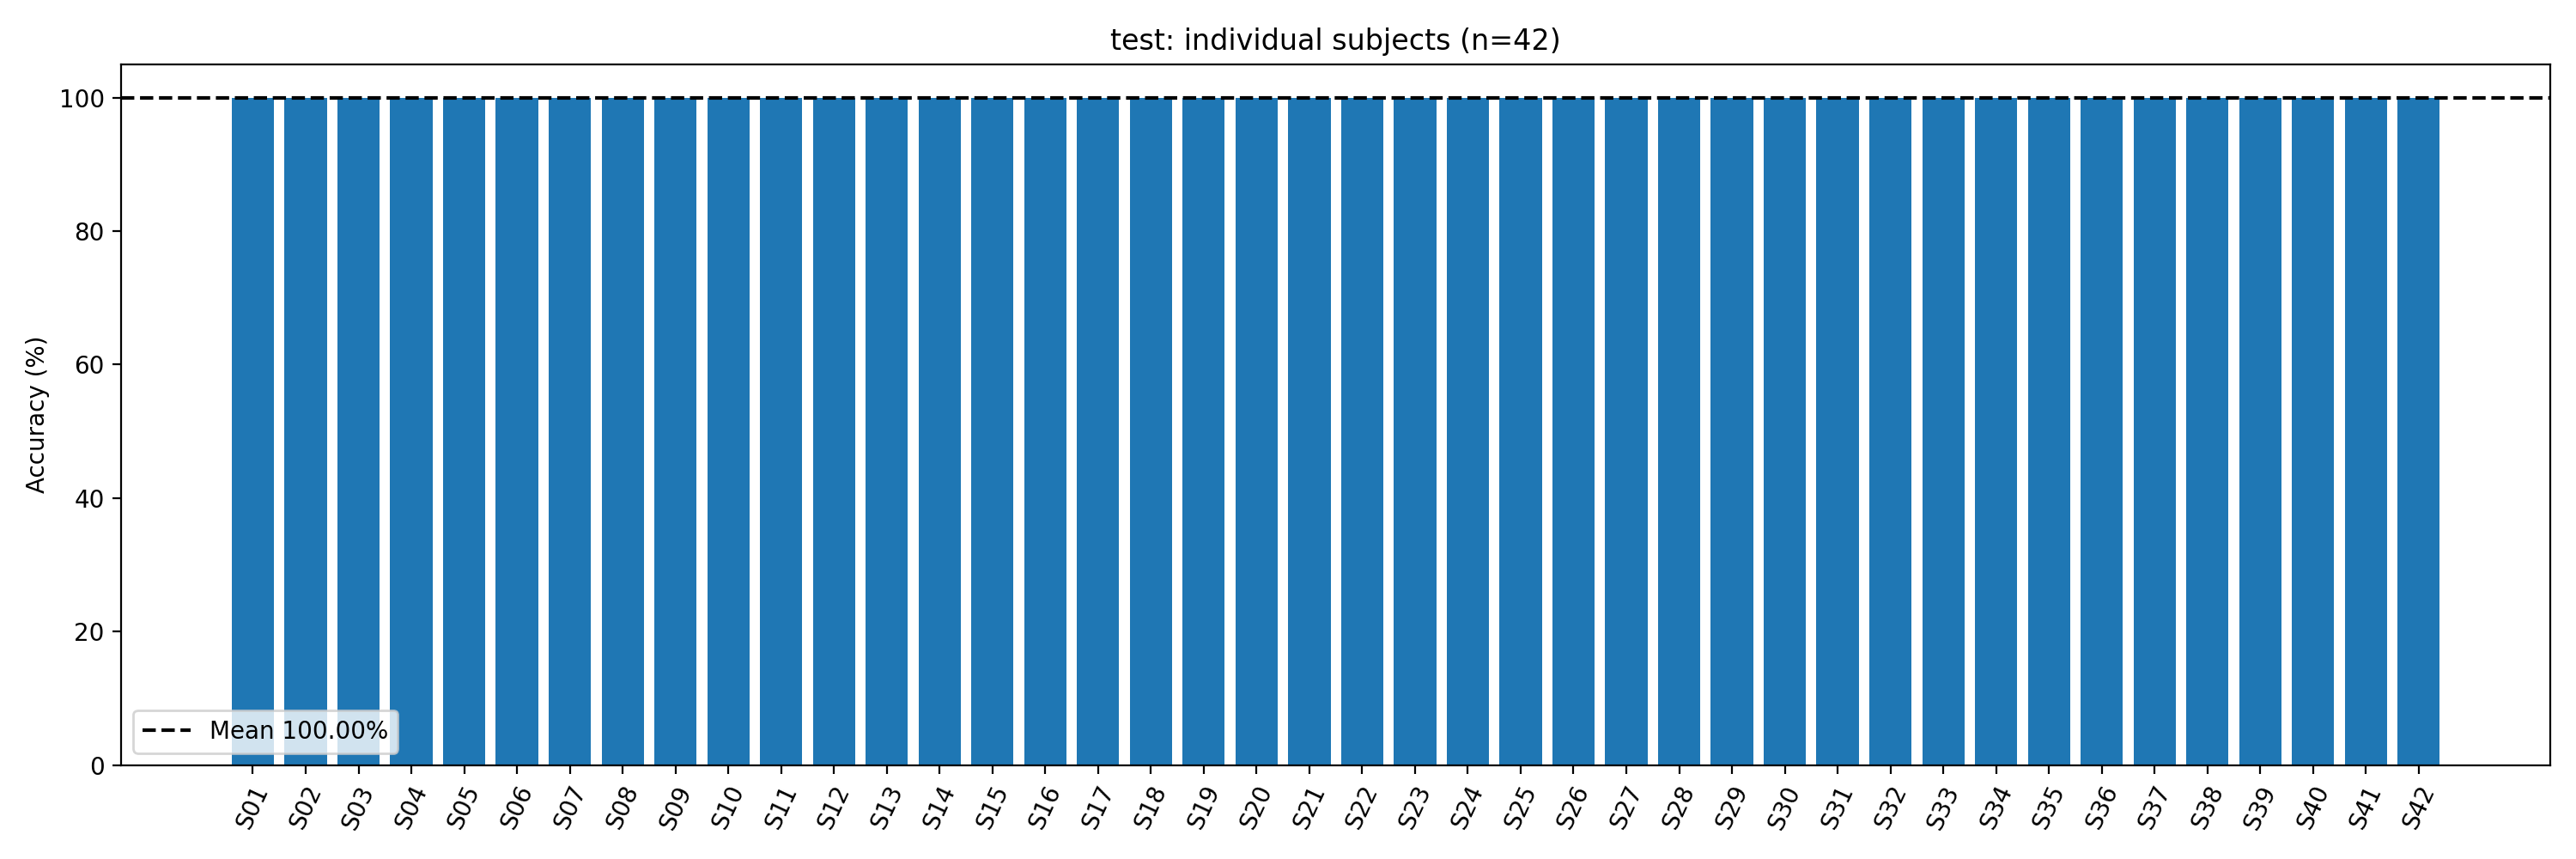 test: individual subjects (n=42)
Accuracy (%)
100
80
60
40
20
0
Mean 100.00%
S01 S02 S03 S04 S05 S06 S07 S08 S09 S10 S11 S12 S13 S14 S15 S16 S17 S18 S19 S20 S21 S22 S23 S24 S25 S26 S27 S28 S29 S30 S31 S32 S33 S34 S35 S36 S37 S38 S39 S40 S41 S42